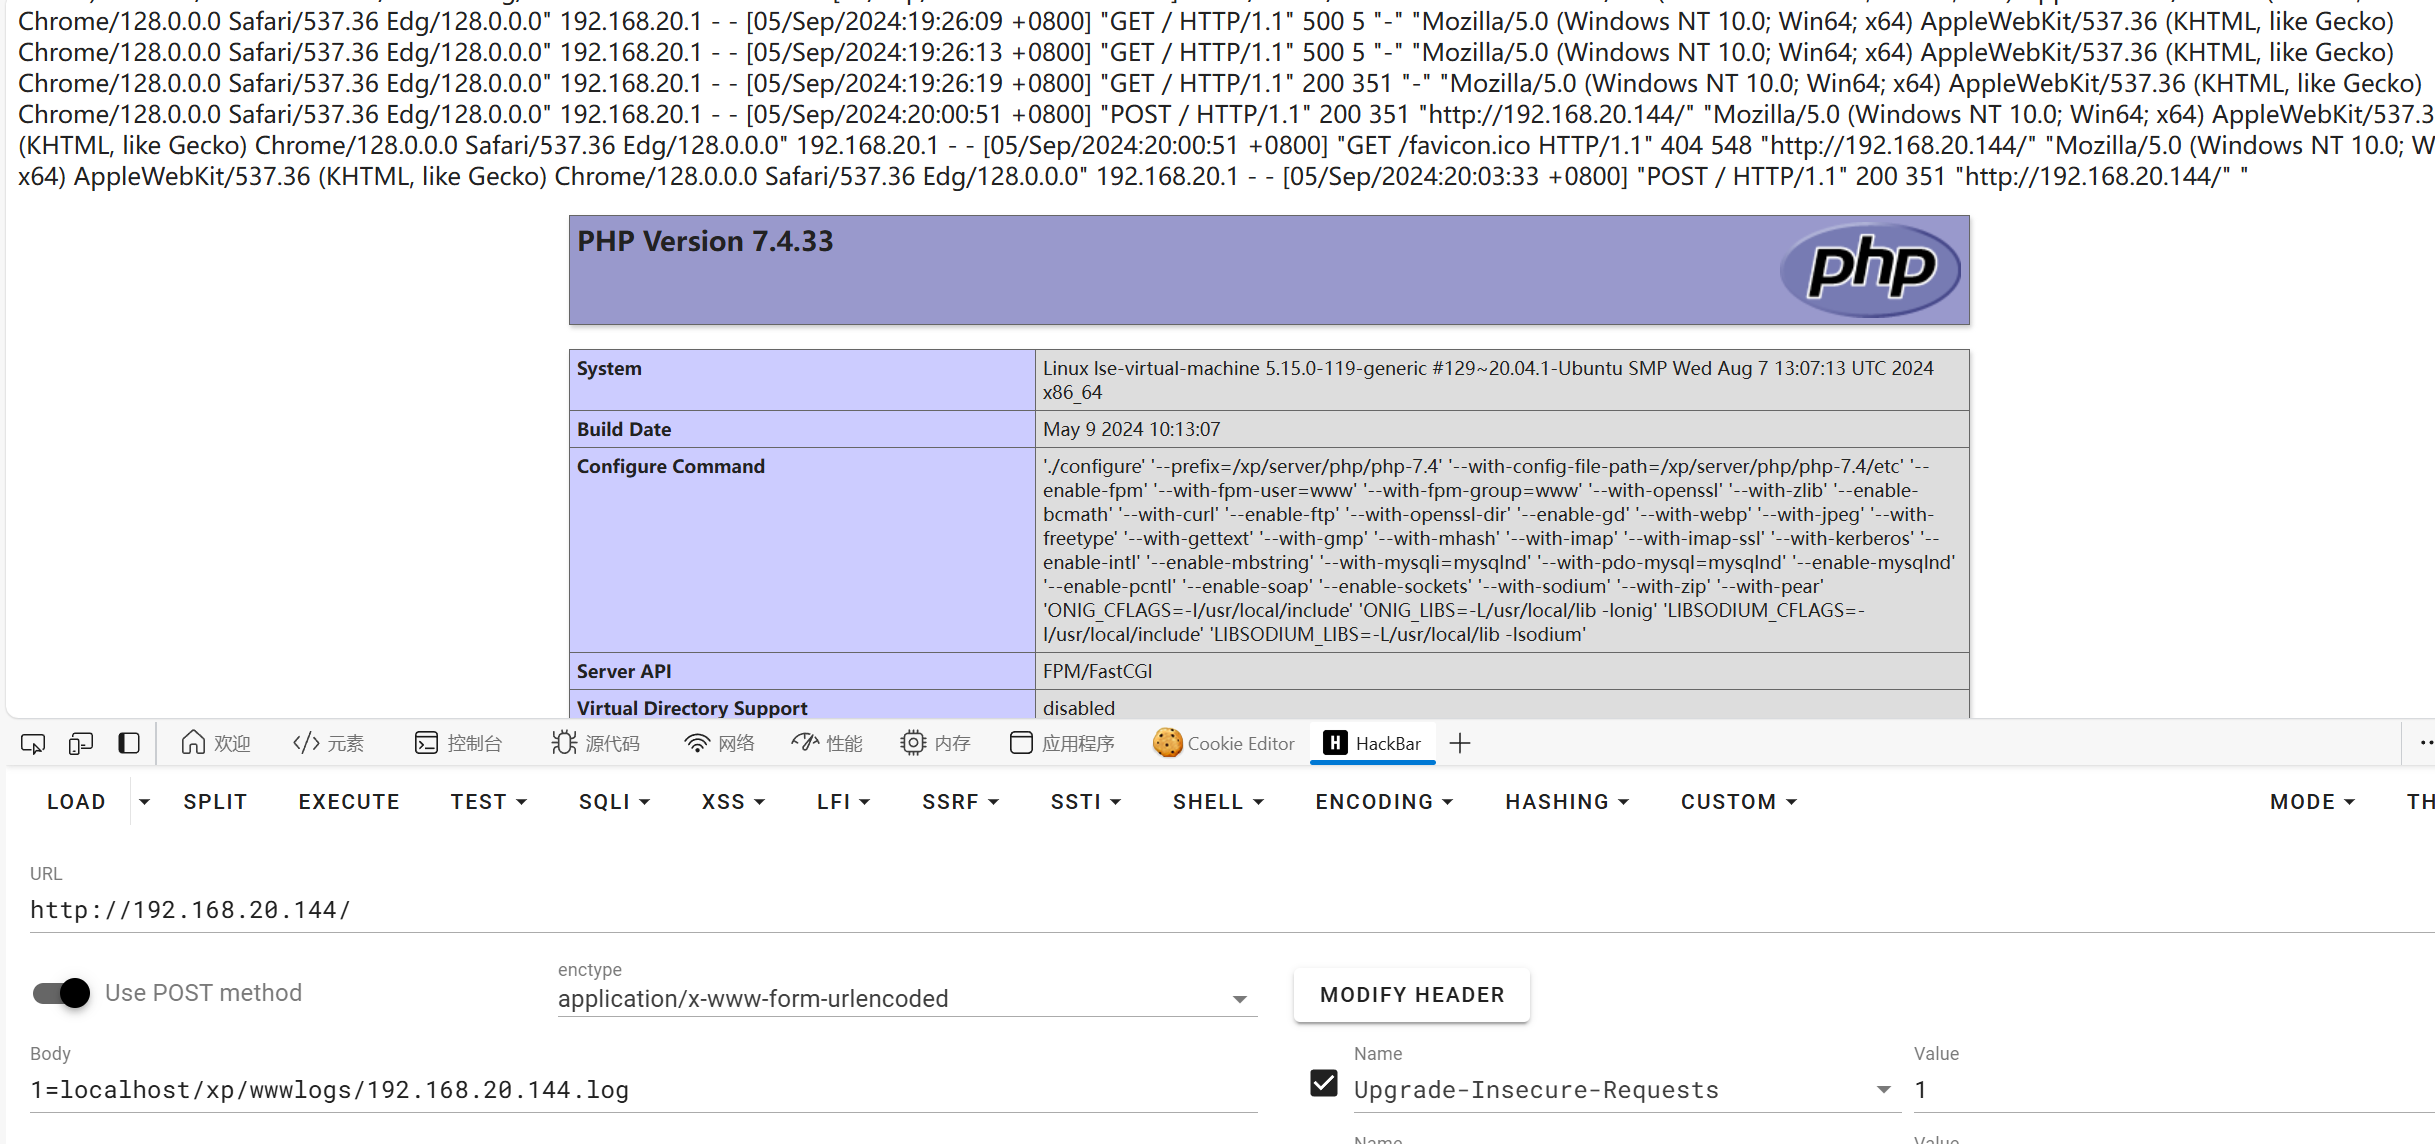 Chrome/128.0.0.0 Safari/537.36 Edg/128.0.0.0" 192.168.20.1 - - [05/Sep/2024:19:26:09 +0800] "GET / HTTP/1.1" 500 5 "-" "Mozilla/5.0 (Windows NT 10.0; Win64; x64) AppleWebKit/537.36 (KHTML, like Gecko)
Chrome/128.0.0.0 Safari/537.36 Edg/128.0.0.0" 192.168.20.1 - - [05/Sep/2024:19:26:13 +0800] "GET / HTTP/1.1" 500 5 "-" "Mozilla/5.0 (Windows NT 10.0; Win64; x64) AppleWebKit/537.36 (KHTML, like Gecko)
Chrome/128.0.0.0 Safari/537.36 Edg/128.0.0.0" 192.168.20.1 - - [05/Sep/2024:19:26:19 +0800] "GET / HTTP/1.1" 200 351 "-" "Mozilla/5.0 (Windows NT 10.0; Win64; x64) AppleWebKit/537.36 (KHTML, like Gecko)
Chrome/128.0.0.0 Safari/537.36 Edg/128.0.0.0" 192.168.20.1 - - [05/Sep/2024:20:00:51 +0800] "POST / HTTP/1.1" 200 351 "http://192.168.20.144/" "Mozilla/5.0 (Windows NT 10.0; Win64; x64) AppleWebKit/537.3
(KHTML, like Gecko) Chrome/128.0.0.0 Safari/537.36 Edg/128.0.0.0" 192.168.20.1 - - [05/Sep/2024:20:00:51 +0800] "GET /favicon.ico HTTP/1.1" 404 548 "http://192.168.20.144/" "Mozilla/5.0 (Windows NT 10.0; W
x64) AppleWebKit/537.36 (KHTML, like Gecko) Chrome/128.0.0.0 Safari/537.36 Edg/128.0.0.0" 192.168.20.1 - - [05/Sep/2024:20:03:33 +0800] "POST / HTTP/1.1" 200 351 "http://192.168.20.144/" "
PHP Version 7.4.33
php
System
Linux lse-virtual-machine 5.15.0-119-generic #129~20.04.1-Ubuntu SMP Wed Aug 7 13:07:13 UTC 2024
x86_64
Build Date
May 9 2024 10:13:07
Configure Command
'./configure' '--prefix=/xp/server/php/php-7.4' '--with-config-file-path=/xp/server/php/php-7.4/etc' '--
enable-fpm' '--with-fpm-user=www' '--with-fpm-group=www' '--with-openssl' '--with-zlib' '--enable-
bcmath' '--with-curl' '--enable-ftp' '--with-openssl-dir' '--enable-gd' '--with-webp' '--with-jpeg' '--with-
freetype' '--with-gettext' '--with-gmp' '--with-mhash' '--with-imap' '--with-imap-ssl' '--with-kerberos' '--
enable-intl' '--enable-mbstring' '--with-mysqli=mysqlnd' '--with-pdo-mysql=mysqlnd' '--enable-mysqlnd'
'--enable-pcntl' '--enable-soap' '--enable-sockets' '--with-sodium' '--with-zip' '--with-pear'
'ONIG_CFLAGS=-I/usr/local/include' 'ONIG_LIBS=-L/usr/local/lib -lonig' 'LIBSODIUM_CFLAGS=-
I/usr/local/include' 'LIBSODIUM_LIBS=-L/usr/local/lib -lsodium'
Server API
FPM/FastCGI
Virtual Directory Support
disabled
欢迎 元素 控制台 源代码 网络 性能 内存 应用程序 Cookie Editor H HackBar
LOAD SPLIT EXECUTE TEST SQLI XSS LFI SSRF SSTI SHELL ENCODING HASHING CUSTOM MODE TH
URL
http://192.168.20.144/
Use POST method
enctype
application/x-www-form-urlencoded
MODIFY HEADER
Body
1=localhost/xp/wwwlogs/192.168.20.144.log
Name
Upgrade-Insecure-Requests
Value
1
Name
Value